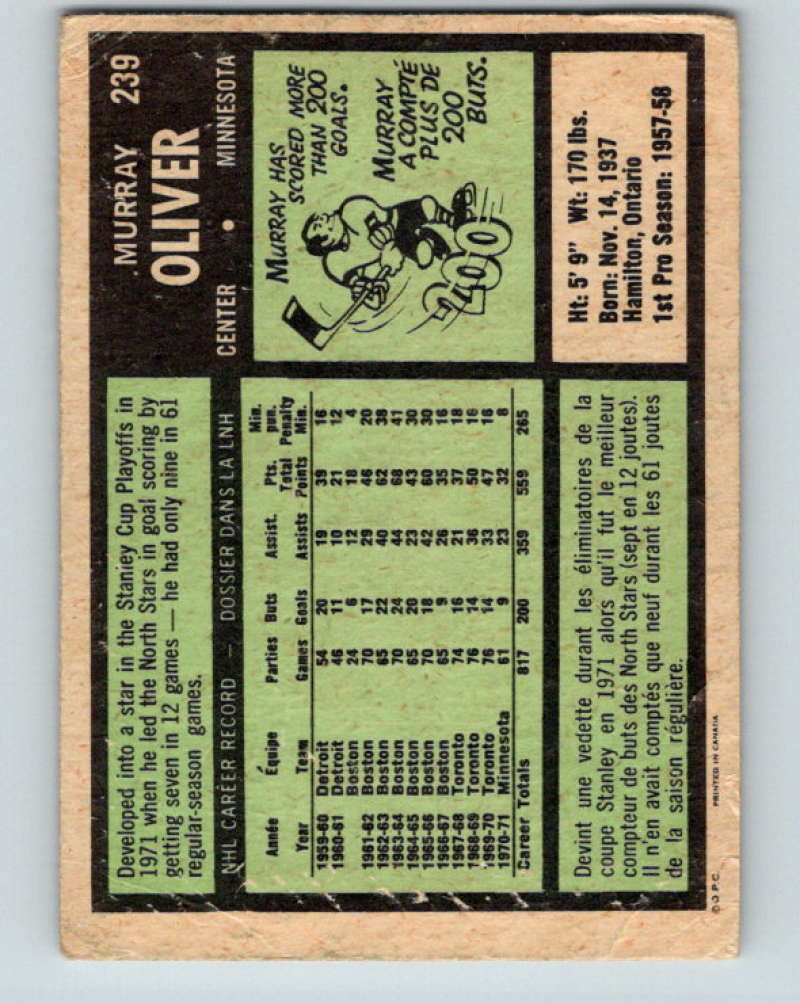 MURRAY 239
OLIVER
CENTER • MINNESOTA
Developed into a star in the Stanley Cup Playoffs in
1971 when he led the North Stars in goal scoring by
getting seven in 12 games — he had only nine in 61
regular-season games.
MURRAY HAS
SCORED MORE
THAN 200
GOALS.
MURRAY
A COMPTÉ
PLUS DE
200
BUTS.
200
NHL CAREER RECORD — DOSSIER DANS LA LNH
Année Équipe Parties Buts Assist. Pts. Min.
Total pun.
Year Team Games Goals Assists Points Penalty Min.
1959-60 Detroit 54 20 19 39 16
1960-61 Detroit 46 11 10 21 12
Boston 24 6 12 18 4
1961-62 Boston 70 17 29 46 20
1962-63 Boston 65 22 40 62 38
1963-64 Boston 70 24 44 68 41
1964-65 Boston 65 20 23 43 30
1965-66 Boston 70 18 42 60 30
1966-67 Boston 65 9 26 35 16
1967-68 Toronto 74 16 21 37 18
1968-69 Toronto 76 14 36 50 16
1969-70 Toronto 76 14 33 47 16
1970-71 Minnesota 61 9 23 32 8
Career Totals 817 200 359 559 265
Ht: 5' 9" Wt: 170 lbs.
Born: Nov. 14, 1937
Hamilton, Ontario
1st Pro Season: 1957-58
Devint une vedette durant les éliminatoires de la
coupe Stanley en 1971 alors qu'il fut le meilleur
compteur de buts des North Stars (sept en 12 joutes).
Il n'en avait comptés que neuf durant les 61 joutes
de la saison régulière.
© O.P.C. PRINTED IN CANADA